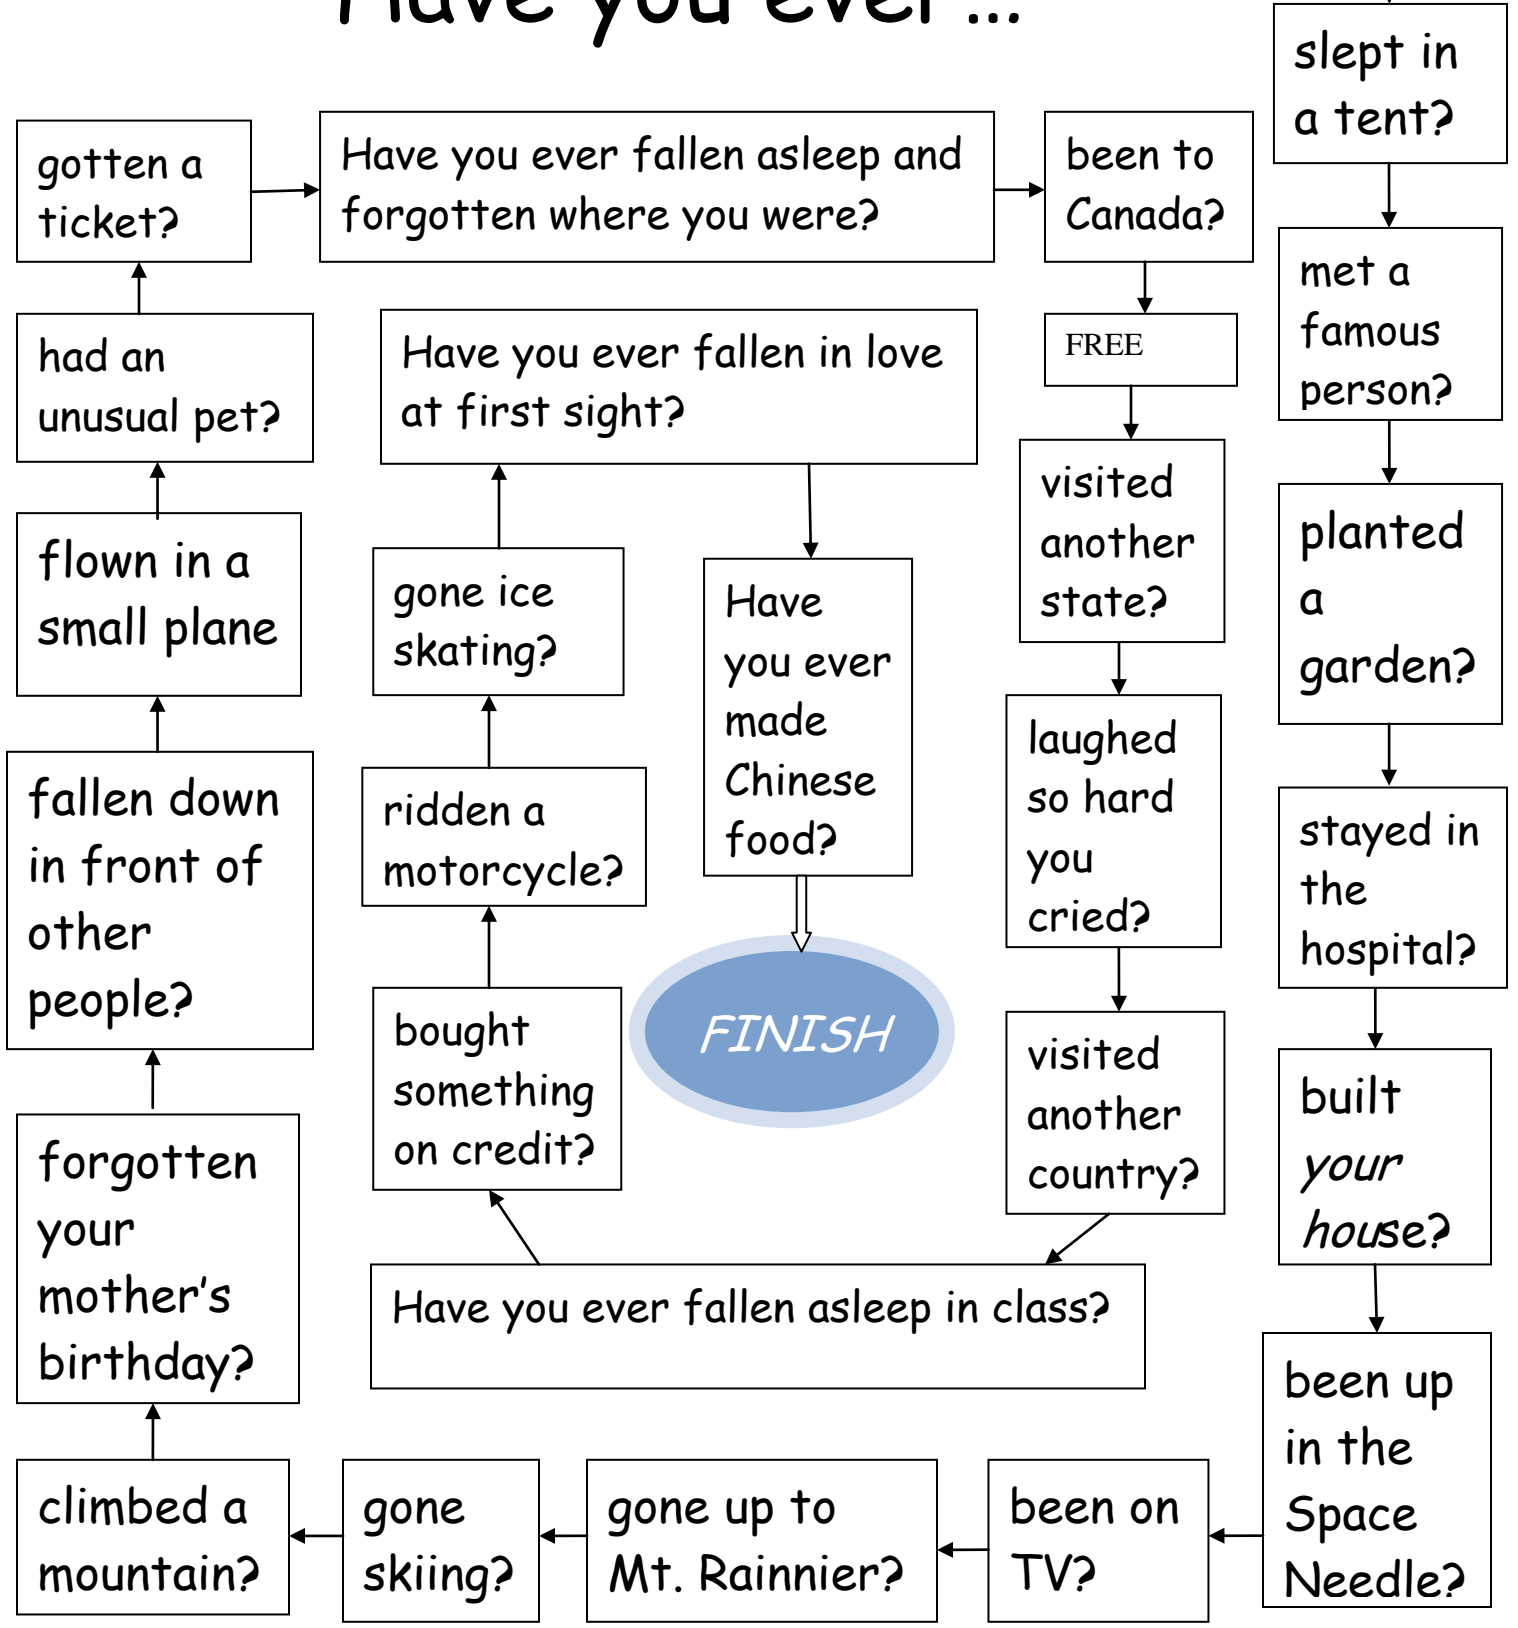 Have you ever…
slept in
a tent?
met a
famous
person?
planted
a
garden?
stayed in
the
hospital?
built
your
house?
been up
in the
Space
Needle?
been on
TV?
gone up to
Mt. Rainnier?
gone
skiing?
climbed a
mountain?
forgotten
your
mother’s
birthday?
fallen down
in front of
other
people?
flown in a
small plane
had an
unusual pet?
gotten a
ticket?
Have you ever fallen asleep and
forgotten where you were?
been to
Canada?
FREE
visited
another
state?
laughed
so hard
you
cried?
visited
another
country?
Have you ever fallen asleep in class?
bought
something
on credit?
ridden a
motorcycle?
gone ice
skating?
Have you ever fallen in love
at first sight?
Have
you ever
made
Chinese
food?
FINISH